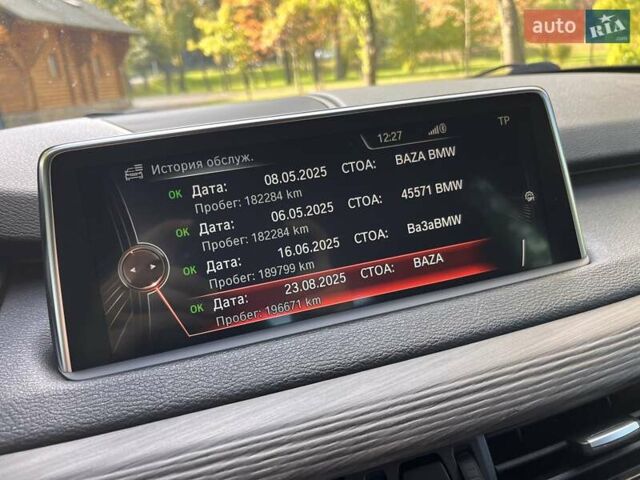 auto RIA
12:27
TP
История обслуж.
OK Дата: 08.05.2025 СТОА: BAZA BMW
Пробег: 182284 km
OK Дата: 06.05.2025 СТОА: 45571 BMW
Пробег: 182284 km
OK Дата: 16.06.2025 СТОА: Ba3aBMW
Пробег: 189799 km
OK Дата: 23.08.2025 СТОА: BAZA
Пробег: 196671 km